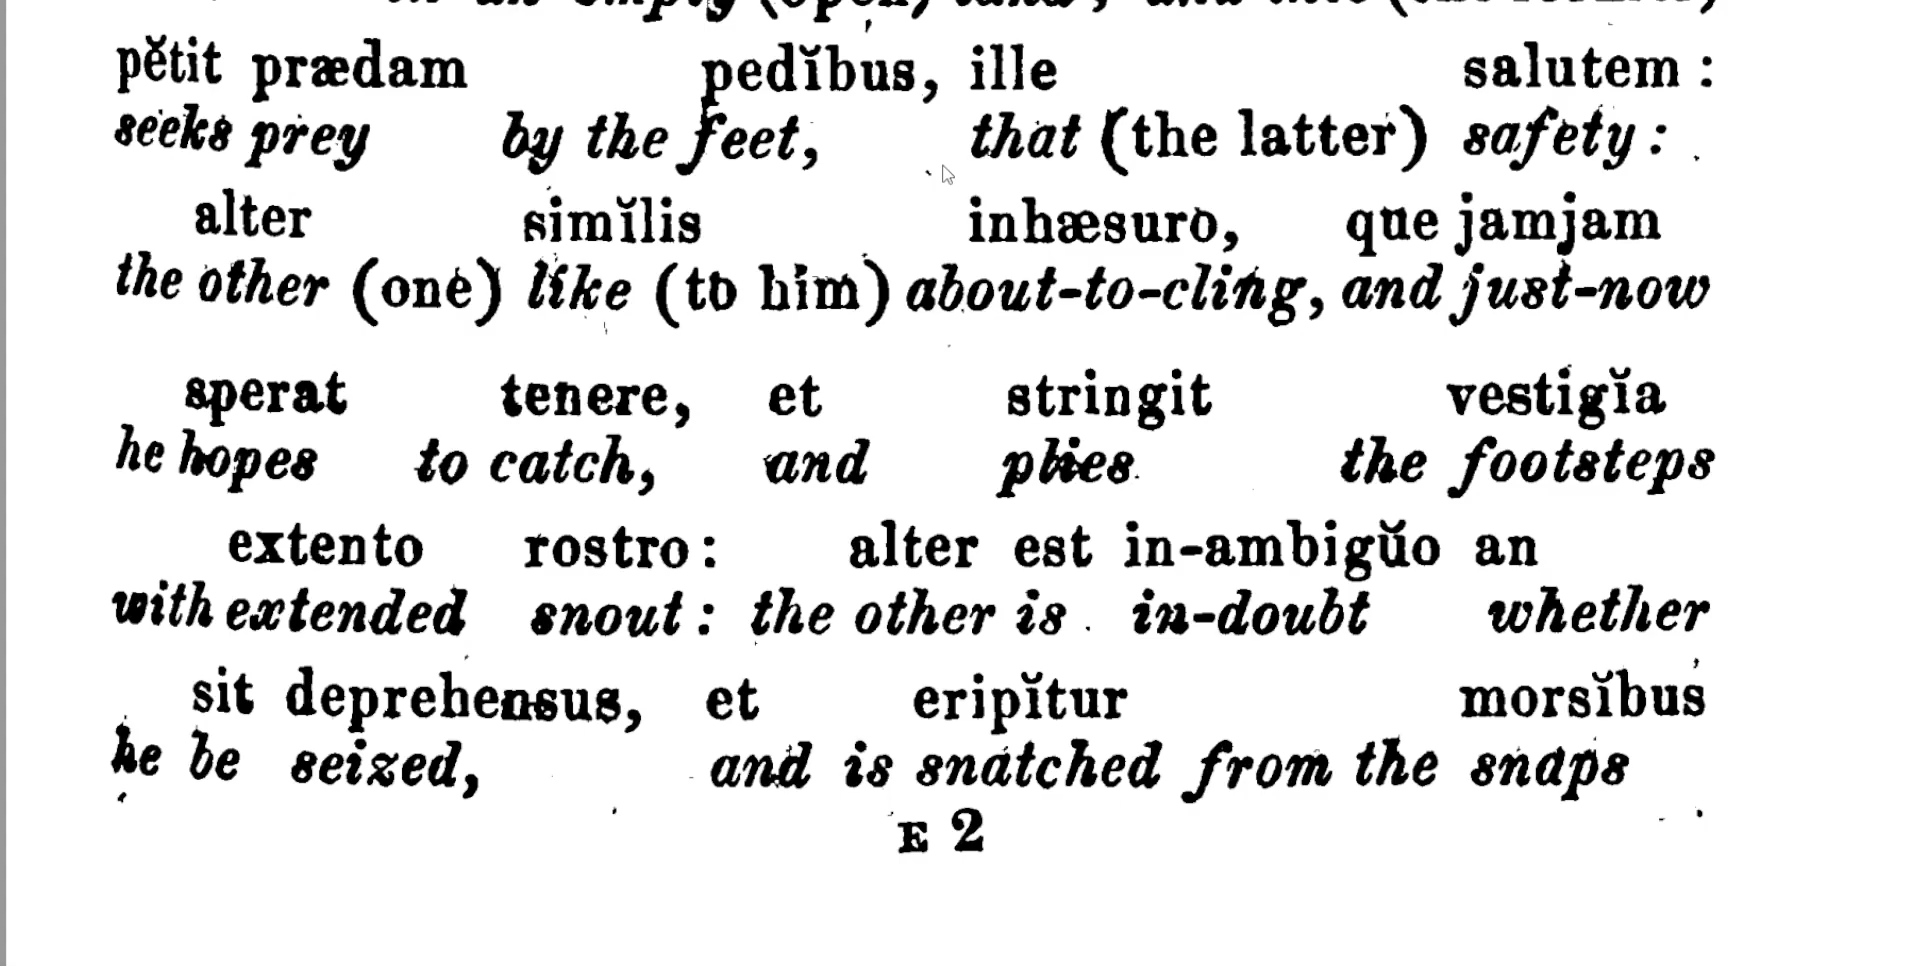 pĕtit prædam pedĭbus, ille salutem :
seeks prey by the feet, that (the latter) safety :
alter simĭlis inhæsuro, que jamjam
the other (one) like (to him) about-to-cling, and just-now
sperat tenere, et stringit vestigĭa
he hopes to catch, and plies the footsteps
extento rostro : alter est in-ambigŭo an
with extended snout : the other is in-doubt whether
sit deprehensus, et eripĭtur morsĭbus
he be seized, and is snatched from the snaps
E 2